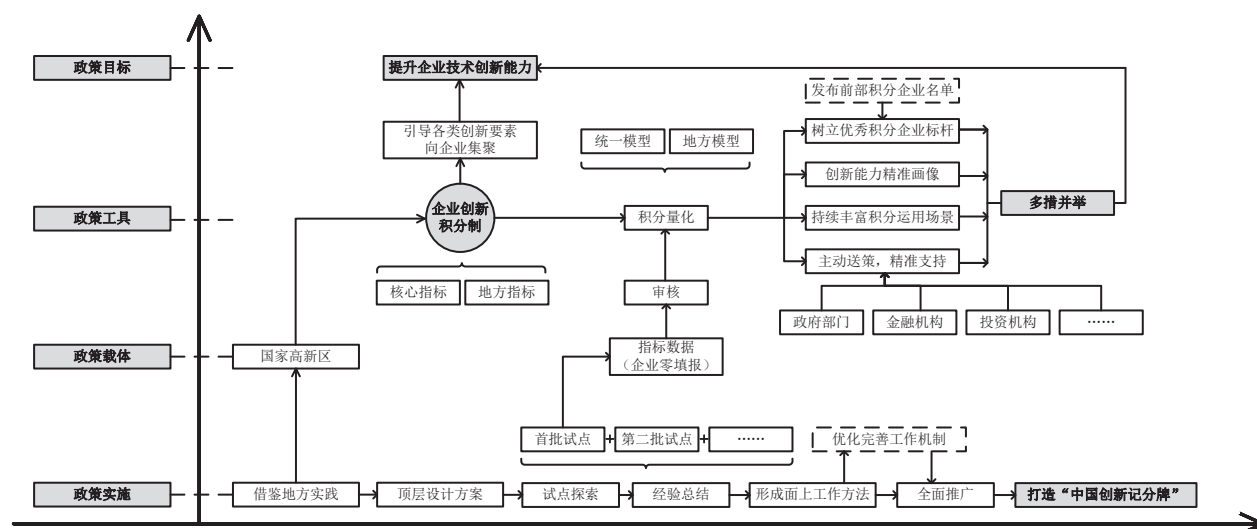 政策目标
提升企业技术创新能力
发布前部积分企业名单
引导各类创新要素
向企业集聚
统一模型
地方模型
树立优秀积分企业标杆
创新能力精准画像
政策工具
企业创新
积分制
积分量化
持续丰富积分运用场景
多措并举
主动送策，精准支持
核心指标
地方指标
审核
政府部门
金融机构
投资机构
……
政策载体
国家高新区
指标数据
（企业零填报）
首批试点
+
第二批试点
+
……
优化完善工作机制
政策实施
借鉴地方实践
顶层设计方案
试点探索
经验总结
形成面上工作方法
全面推广
打造“中国创新记分牌”